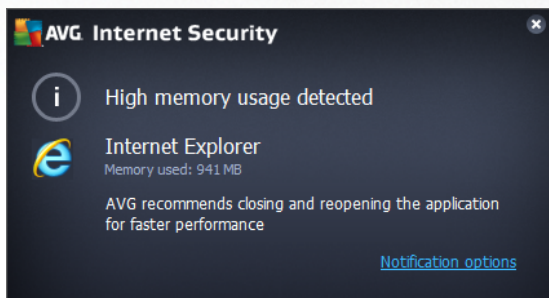 AVG Internet Security
i
High memory usage detected
Internet Explorer
Memory used: 941 MB
AVG recommends closing and reopening the application
for faster performance
Notification options